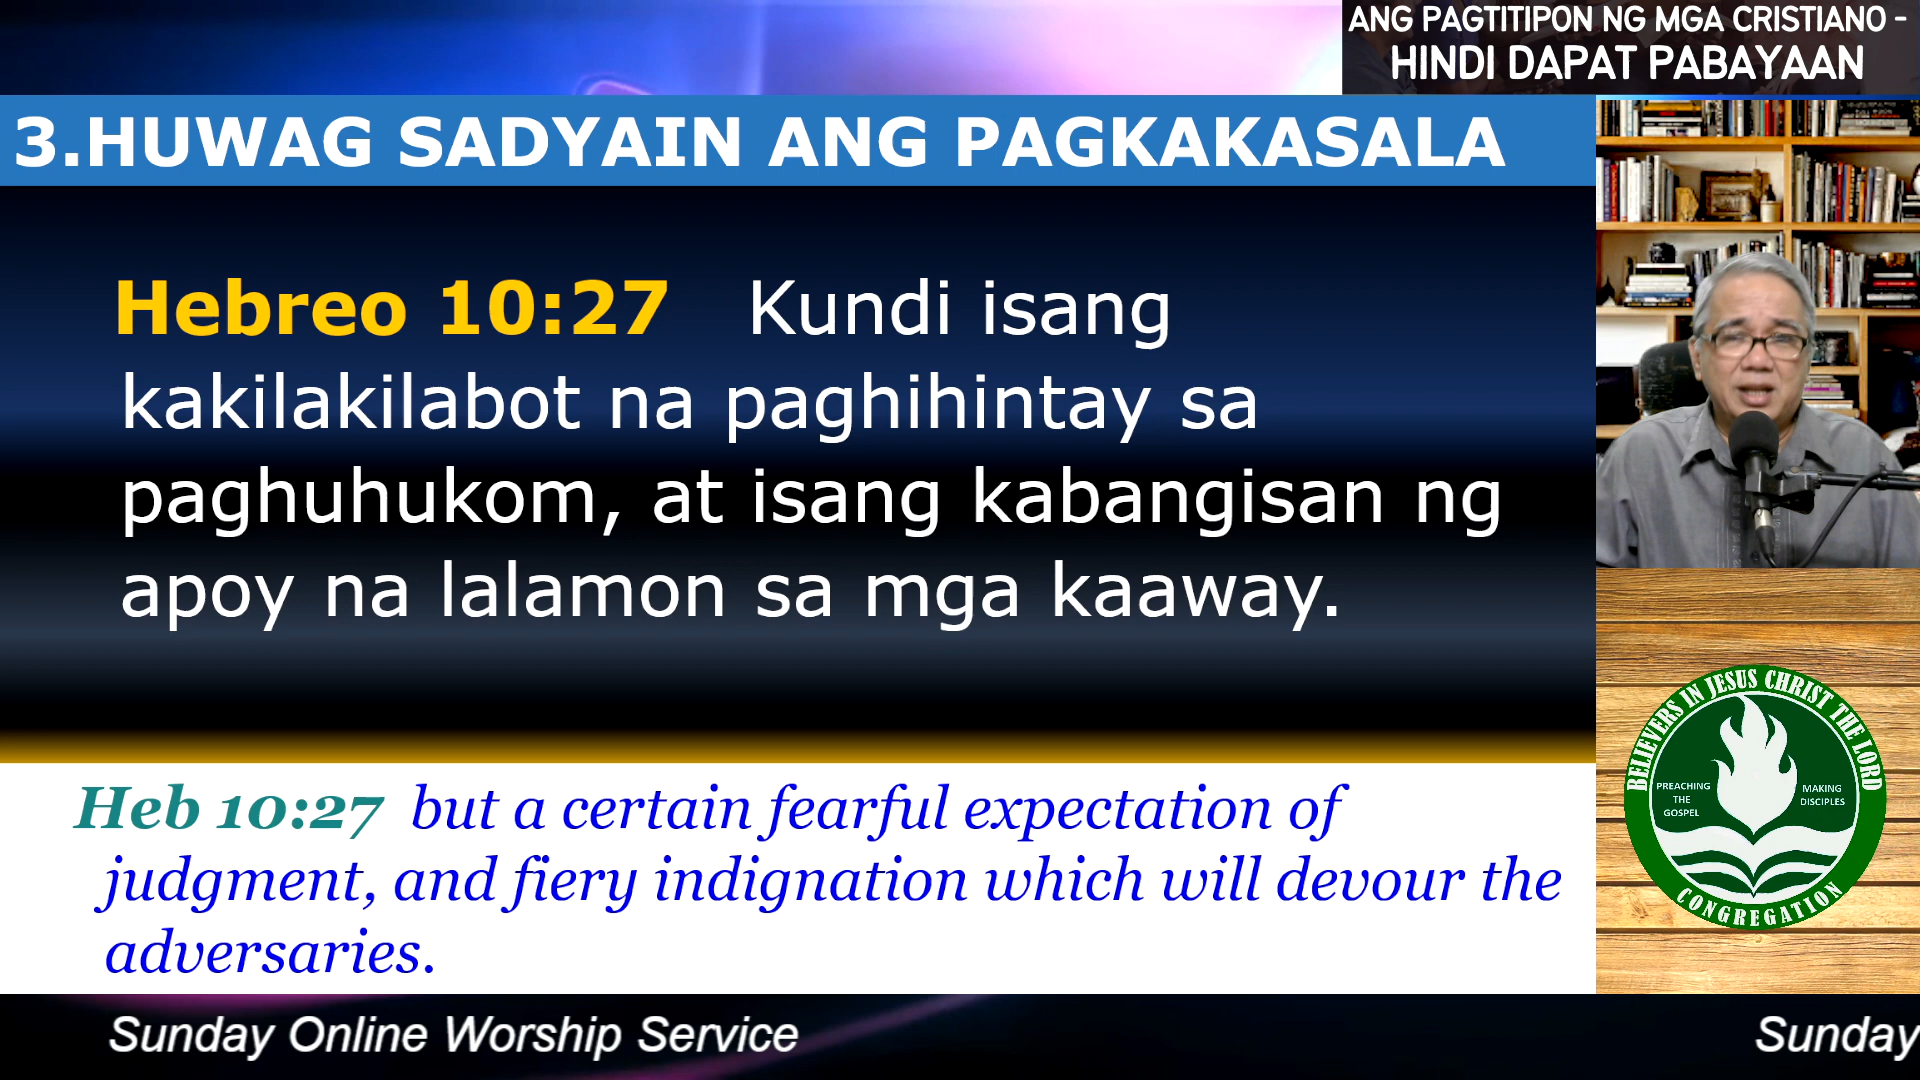 ANG PAGTITIPON NG MGA CRISTIANO -
HINDI DAPAT PABAYAAN
3.HUWAG SADYAIN ANG PAGKAKASALA
Hebreo 10:27 Kundi isang
kakilakilabot na paghihintay sa
paghuhukom, at isang kabangisan ng
apoy na lalamon sa mga kaaway.
Heb 10:27 but a certain fearful expectation of
judgment, and fiery indignation which will devour the
adversaries.
BELIEVERS IN JESUS CHRIST THE LORD
PREACHING
THE
GOSPEL
MAKING
DISCIPLES
CONGREGATION
Sunday Online Worship Service
Sunday